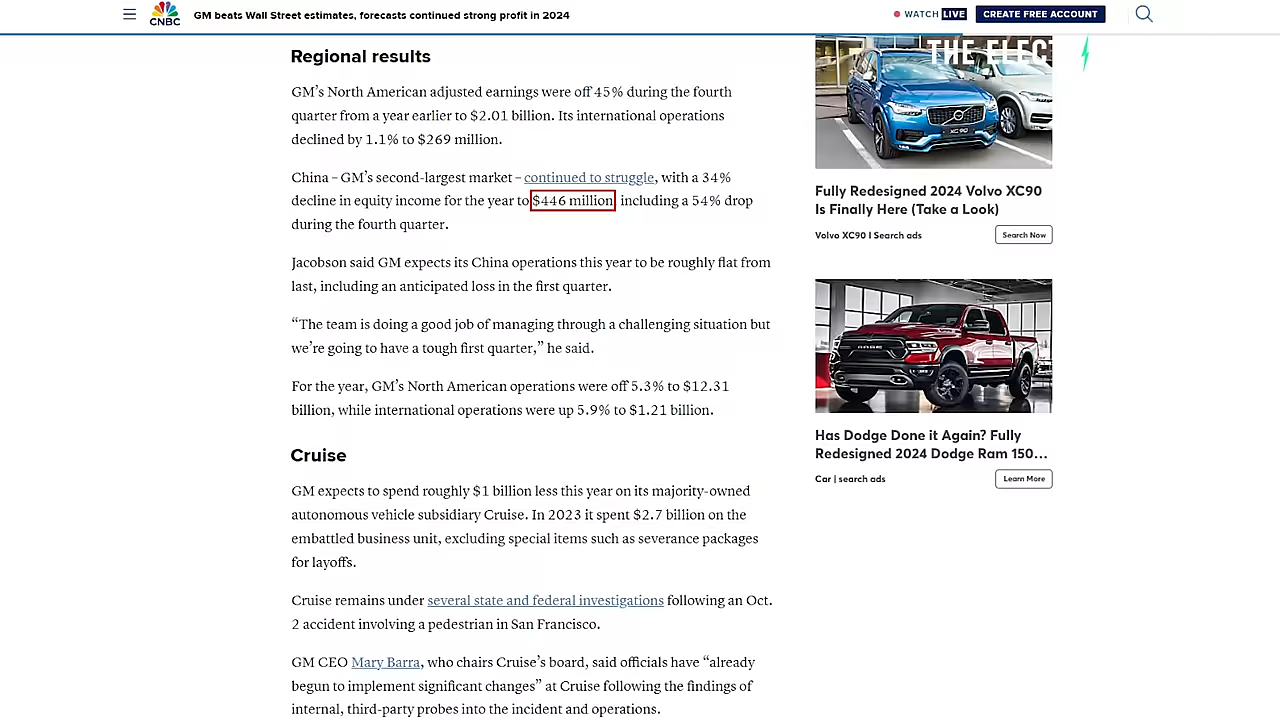 CNBC
GM beats Wall Street estimates, forecasts continued strong profit in 2024
WATCH LIVE
CREATE FREE ACCOUNT
Regional results
GM’s North American adjusted earnings were off 45% during the fourth
quarter from a year earlier to $2.01 billion. Its international operations
declined by 1.1% to $269 million.
China – GM’s second-largest market – continued to struggle, with a 34%
decline in equity income for the year to $446 million, including a 54% drop
during the fourth quarter.
Jacobson said GM expects its China operations this year to be roughly flat from
last, including an anticipated loss in the first quarter.
“The team is doing a good job of managing through a challenging situation but
we’re going to have a tough first quarter,” he said.
For the year, GM’s North American operations were off 5.3% to $12.31
billion, while international operations were up 5.9% to $1.21 billion.
Cruise
GM expects to spend roughly $1 billion less this year on its majority-owned
autonomous vehicle subsidiary Cruise. In 2023 it spent $2.7 billion on the
embattled business unit, excluding special items such as severance packages
for layoffs.
Cruise remains under several state and federal investigations following an Oct.
2 accident involving a pedestrian in San Francisco.
GM CEO Mary Barra, who chairs Cruise’s board, said officials have “already
begun to implement significant changes” at Cruise following the findings of
internal, third-party probes into the incident and operations.
THE ELECT
XC 90
Fully Redesigned 2024 Volvo XC90
Is Finally Here (Take a Look)
Volvo XC90 I Search ads
Search Now
Has Dodge Done it Again? Fully
Redesigned 2024 Dodge Ram 150...
Car | search ads
Learn More